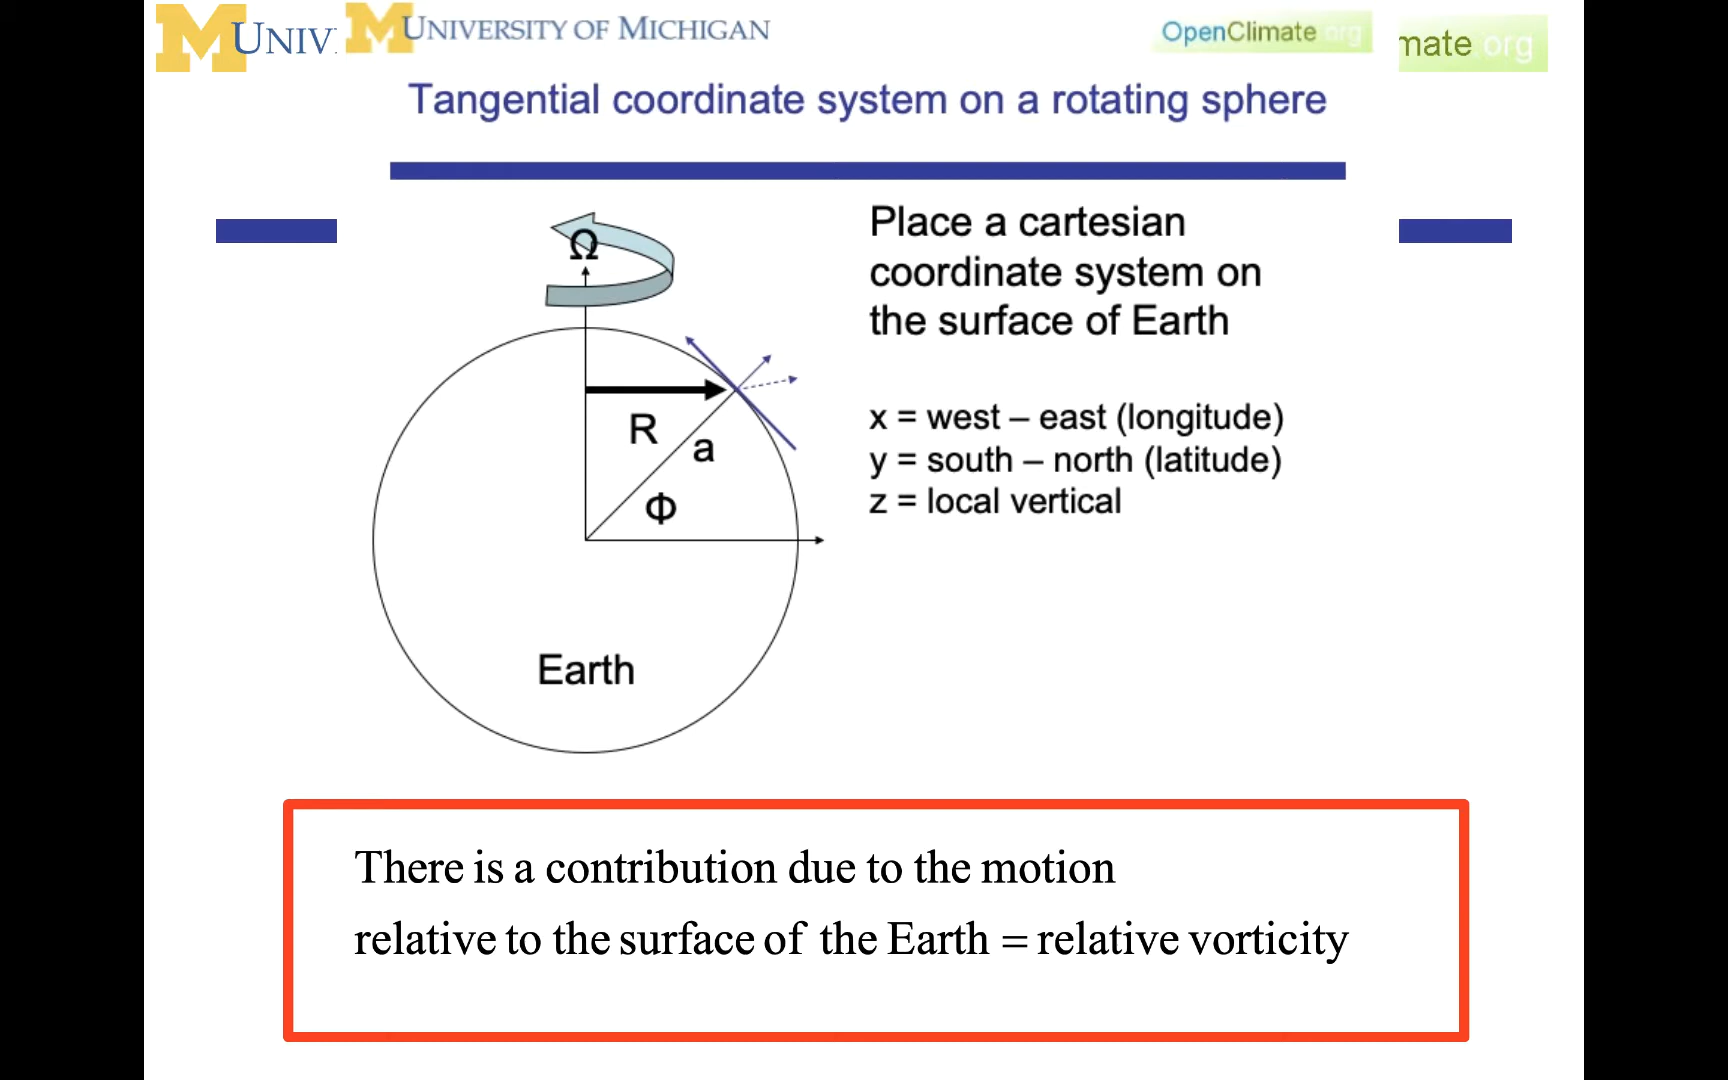 M UNIV. M UNIVERSITY OF MICHIGAN
OpenClimate org
mate org
Tangential coordinate system on a rotating sphere
Ω
Place a cartesian
coordinate system on
the surface of Earth
R
a
Φ
x = west – east (longitude)
y = south – north (latitude)
z = local vertical
Earth
There is a contribution due to the motion
relative to the surface of the Earth = relative vorticity